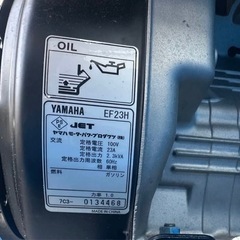 OIL
YAMAHA EF23H
JET
ヤマハモーターパワープロダクツ(株)
交流 定格電圧 100V
定格電流 23A
定格出力 2.3kVA
定格周波数 60Hz
相 単相
燃料 ガソリン
力率 1.0
7C3- 0134468
MADE IN CHINA